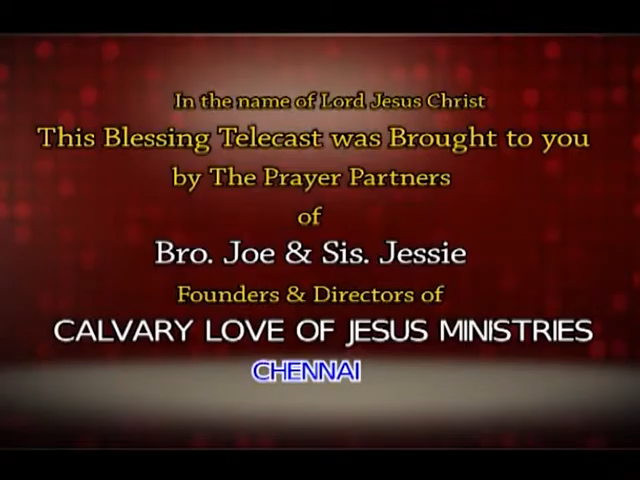 In the name of Lord Jesus Christ
This Blessing Telecast was Brought to you
by The Prayer Partners
of
Bro. Joe & Sis. Jessie
Founders & Directors of
CALVARY LOVE OF JESUS MINISTRIES
CHENNAI